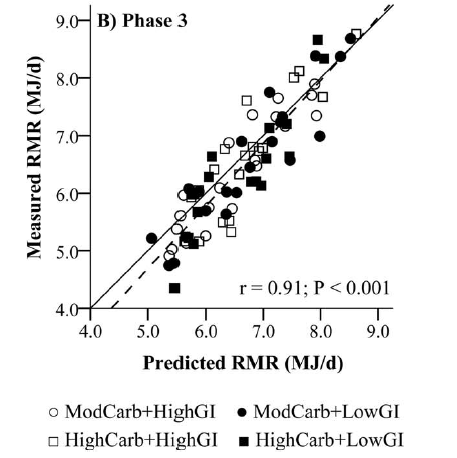 B) Phase 3
9.0
8.0
7.0
6.0
5.0
4.0
Measured RMR (MJ/d)
r = 0.91; P < 0.001
4.0 5.0 6.0 7.0 8.0 9.0
Predicted RMR (MJ/d)
ModCarb+HighGI ModCarb+LowGI
HighCarb+HighGI HighCarb+LowGI